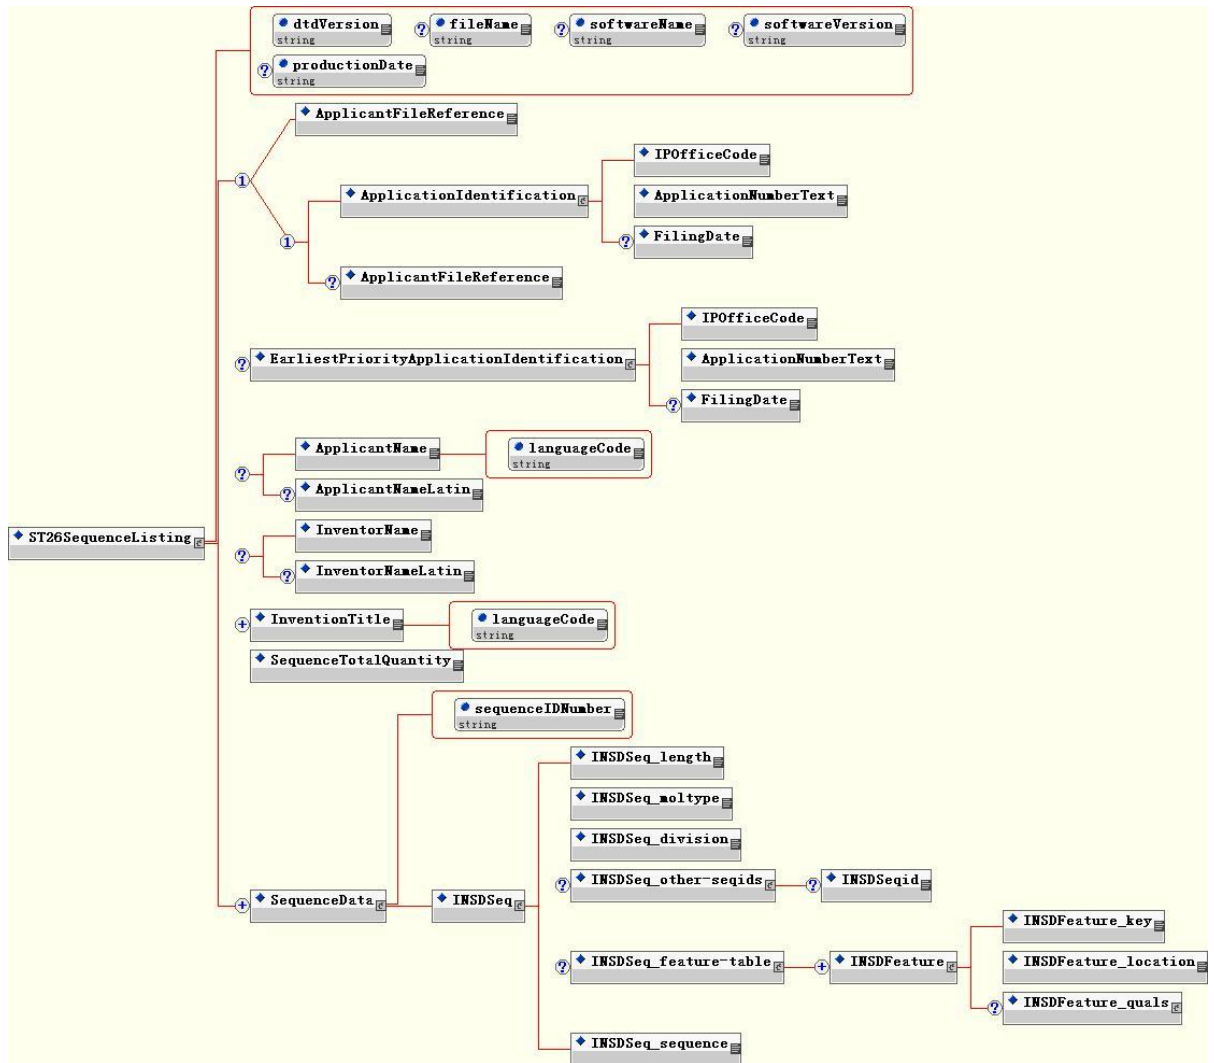 dtdVersion
string
? fileName
string
? softwareName
string
? softwareVersion
string
? productionDate
string
ApplicantFileReference
1
ApplicationIdentification
IPOfficeCode
ApplicationNumberText
? FilingDate
1
? ApplicantFileReference
? EarliestPriorityApplicationIdentification
IPOfficeCode
ApplicationNumberText
? FilingDate
?
ApplicantName
languageCode
string
? ApplicantNameLatin
ST26SequenceListing
?
InventorName
? InventorNameLatin
+ InventionTitle
languageCode
string
SequenceTotalQuantity
sequenceIDNumber
string
+ SequenceData
INSDSeq
INSDSeq_length
INSDSeq_moltype
INSDSeq_division
? INSDSeq_other-seqids
? INSDSeqid
? INSDSeq_feature-table
+ INSDFeature
INSDFeature_key
INSDFeature_location
? INSDFeature_quals
INSDSeq_sequence